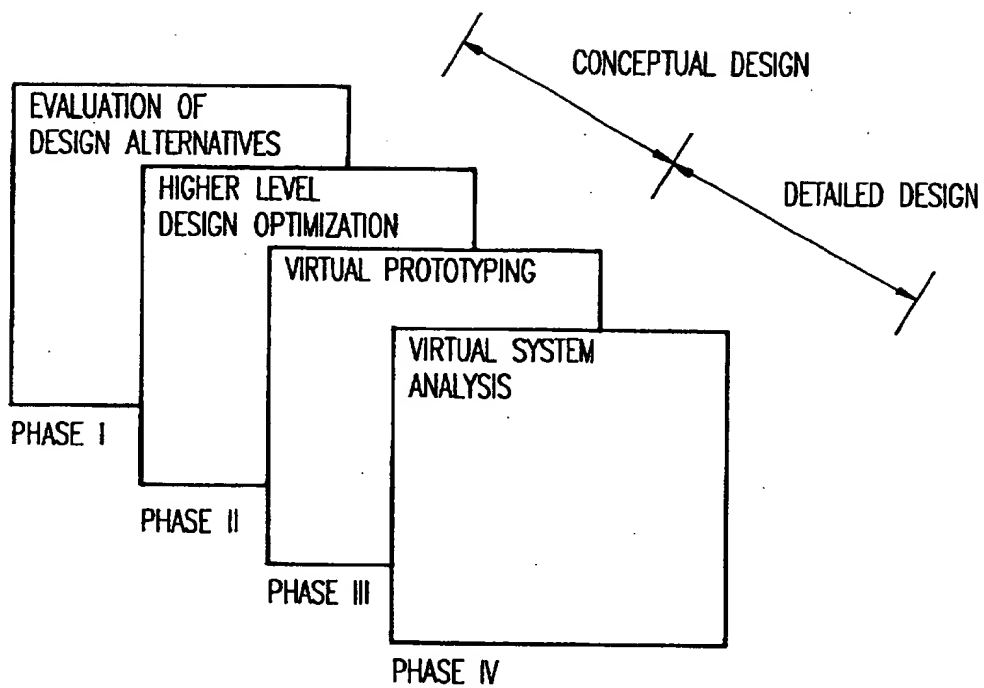 CONCEPTUAL DESIGN
DETAILED DESIGN
EVALUATION OF
DESIGN ALTERNATIVES
PHASE I
HIGHER LEVEL
DESIGN OPTIMIZATION
PHASE II
VIRTUAL PROTOTYPING
PHASE III
VIRTUAL SYSTEM
ANALYSIS
PHASE IV